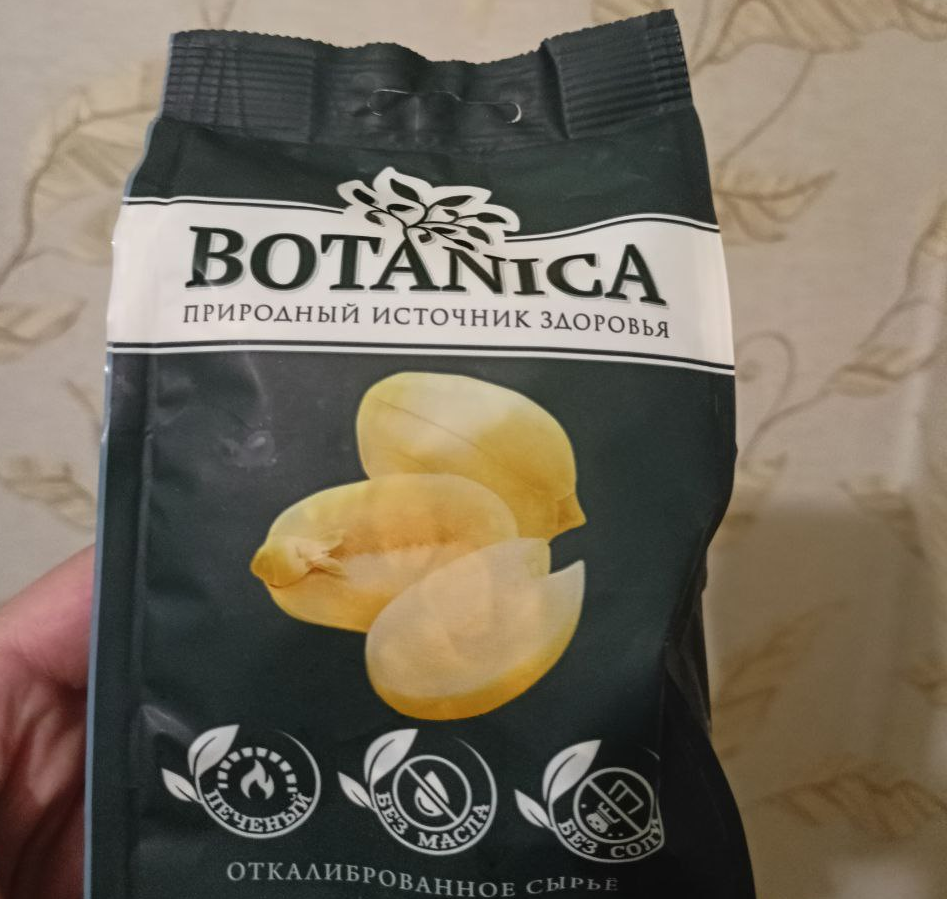 BOTANICA
ПРИРОДНЫЙ ИСТОЧНИК ЗДОРОВЬЯ
ПЕЧЕНЫЙ
БЕЗ МАСЛА
БЕЗ СОЛИ
ОТКАЛИБРОВАННОЕ СЫРЬЁ